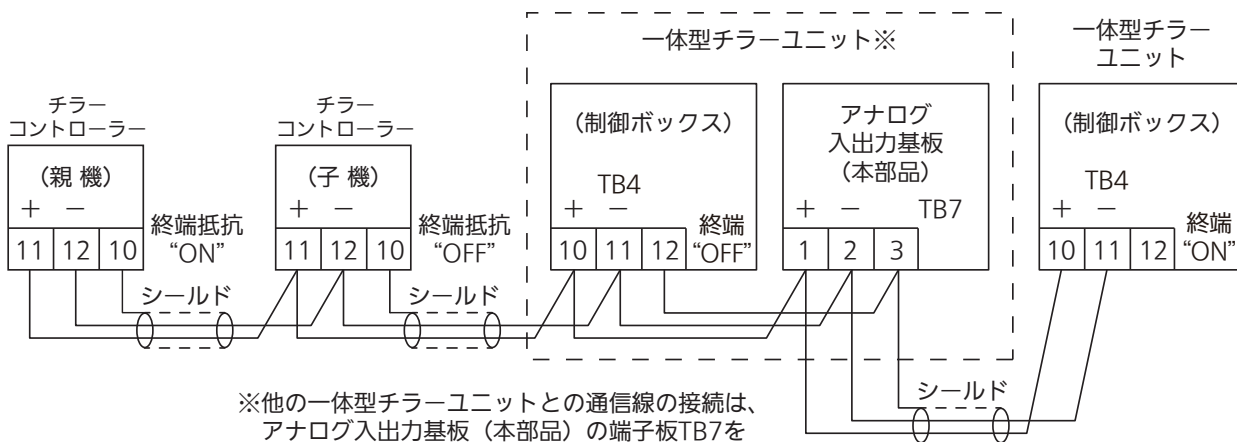 チラー
コントローラー
(親 機)
+ −
11 12 10
終端抵抗
“ON”
シールド
チラー
コントローラー
(子 機)
+ −
11 12 10
終端抵抗
“OFF”
シールド
一体型チラーユニット※
(制御ボックス)
TB4
+ −
10 11 12
終端
“OFF”
アナログ
入出力基板
(本部品)
+ −
TB7
1 2 3
シールド
一体型チラー
ユニット
(制御ボックス)
TB4
+ −
10 11 12
終端
“ON”
※他の一体型チラーユニットとの通信線の接続は、
アナログ入出力基板（本部品）の端子板TB7を